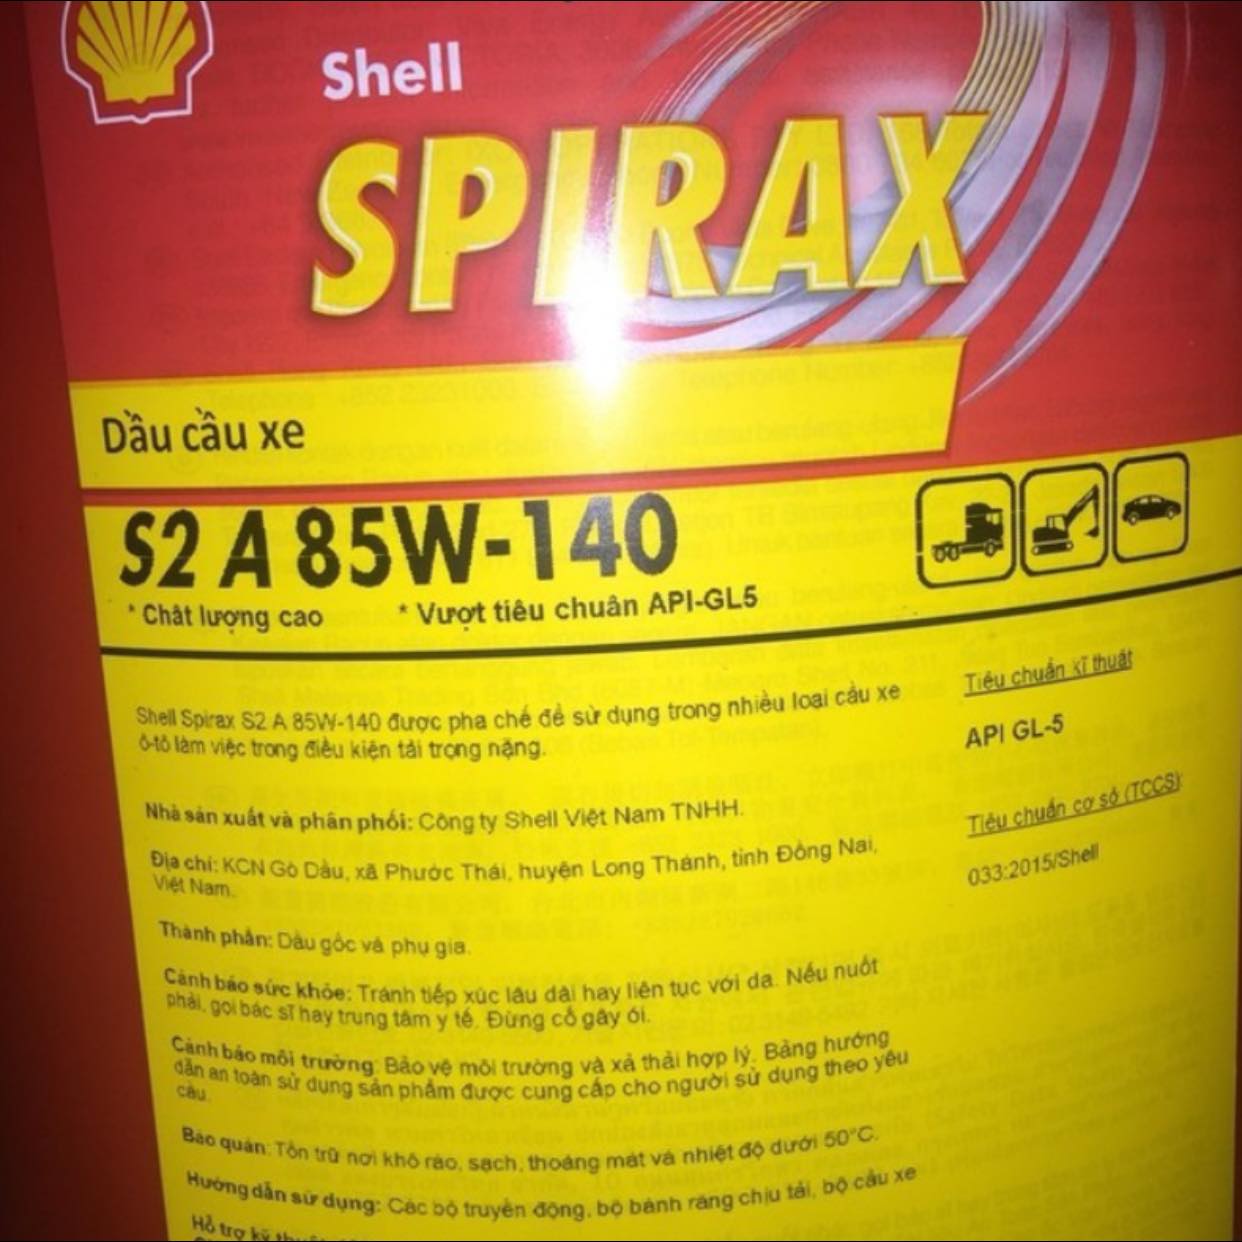 Shell
SPIRAX
Dầu cầu xe
S2 A 85W-140
* Chất lượng cao * Vượt tiêu chuẩn API-GL5
Shell Spirax S2 A 85W-140 được pha chế để sử dụng trong nhiều loại cầu xe
ô-tô làm việc trong điều kiện tải trọng nặng.
Tiêu chuẩn kĩ thuật
API GL-5
Nhà sản xuất và phân phối: Công ty Shell Việt Nam TNHH.
Tiêu chuẩn cơ sở (TCCS):
033:2015/Shell
Địa chỉ: KCN Gò Dầu, xã Phước Thái, huyện Long Thành, tỉnh Đồng Nai,
Việt Nam.
Thành phần: Dầu gốc và phụ gia.
Cảnh báo sức khỏe: Tránh tiếp xúc lâu dài hay liên tục với da. Nếu nuốt
phải, gọi bác sĩ hay trung tâm y tế. Đừng cố gây ói.
Cảnh báo môi trường: Bảo vệ môi trường và xả thải hợp lý. Bảng hướng
dẫn an toàn sử dụng sản phẩm được cung cấp cho người sử dụng theo yêu
cầu.
Bảo quản: Tồn trữ nơi khô ráo, sạch, thoáng mát và nhiệt độ dưới 50°C.
Hướng dẫn sử dụng: Các bộ truyền động, bộ bánh răng chịu tải, bộ cầu xe
Hỗ trợ kỹ